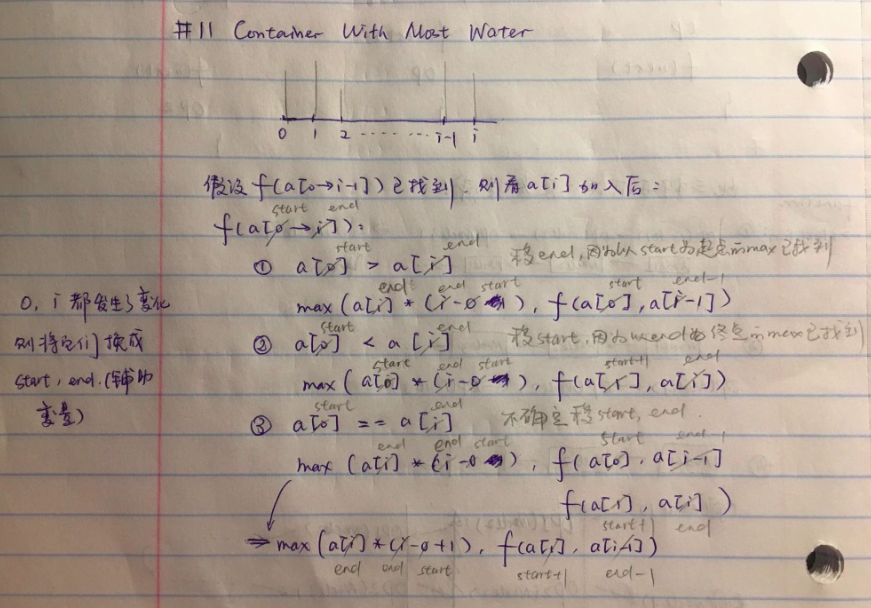 #11 Container With Most Water
0 1 2 ...... ... i-1 i
假设 f(a[0→i-1]) 已找到, 则看 a[i] 加入后:
start end
f(a[0→i]):
start end
① a[0] > a[i] 移end, 因为以start为起点的max已找到
end end start start end-1
max (a[i] * (i-0), f(a[0], a[i-1])
0, i 都发生了变化
则将它们换成
start, end. (辅助
变量)
start end
② a[0] < a[i] 移start, 因为以end为终点的max已找到
start end start start+1 end
max (a[0] * (i-0), f(a[1], a[i])
start end
③ a[0] == a[i] 不确定移start, end.
end end start start end-1
max (a[i] * (i-0), f(a[0], a[i-1]
f(a[1], a[i] )
start+1 end
⇒ max (a[i] * (i-0+1), f(a[1], a[i-1])
end end start start+1 end-1